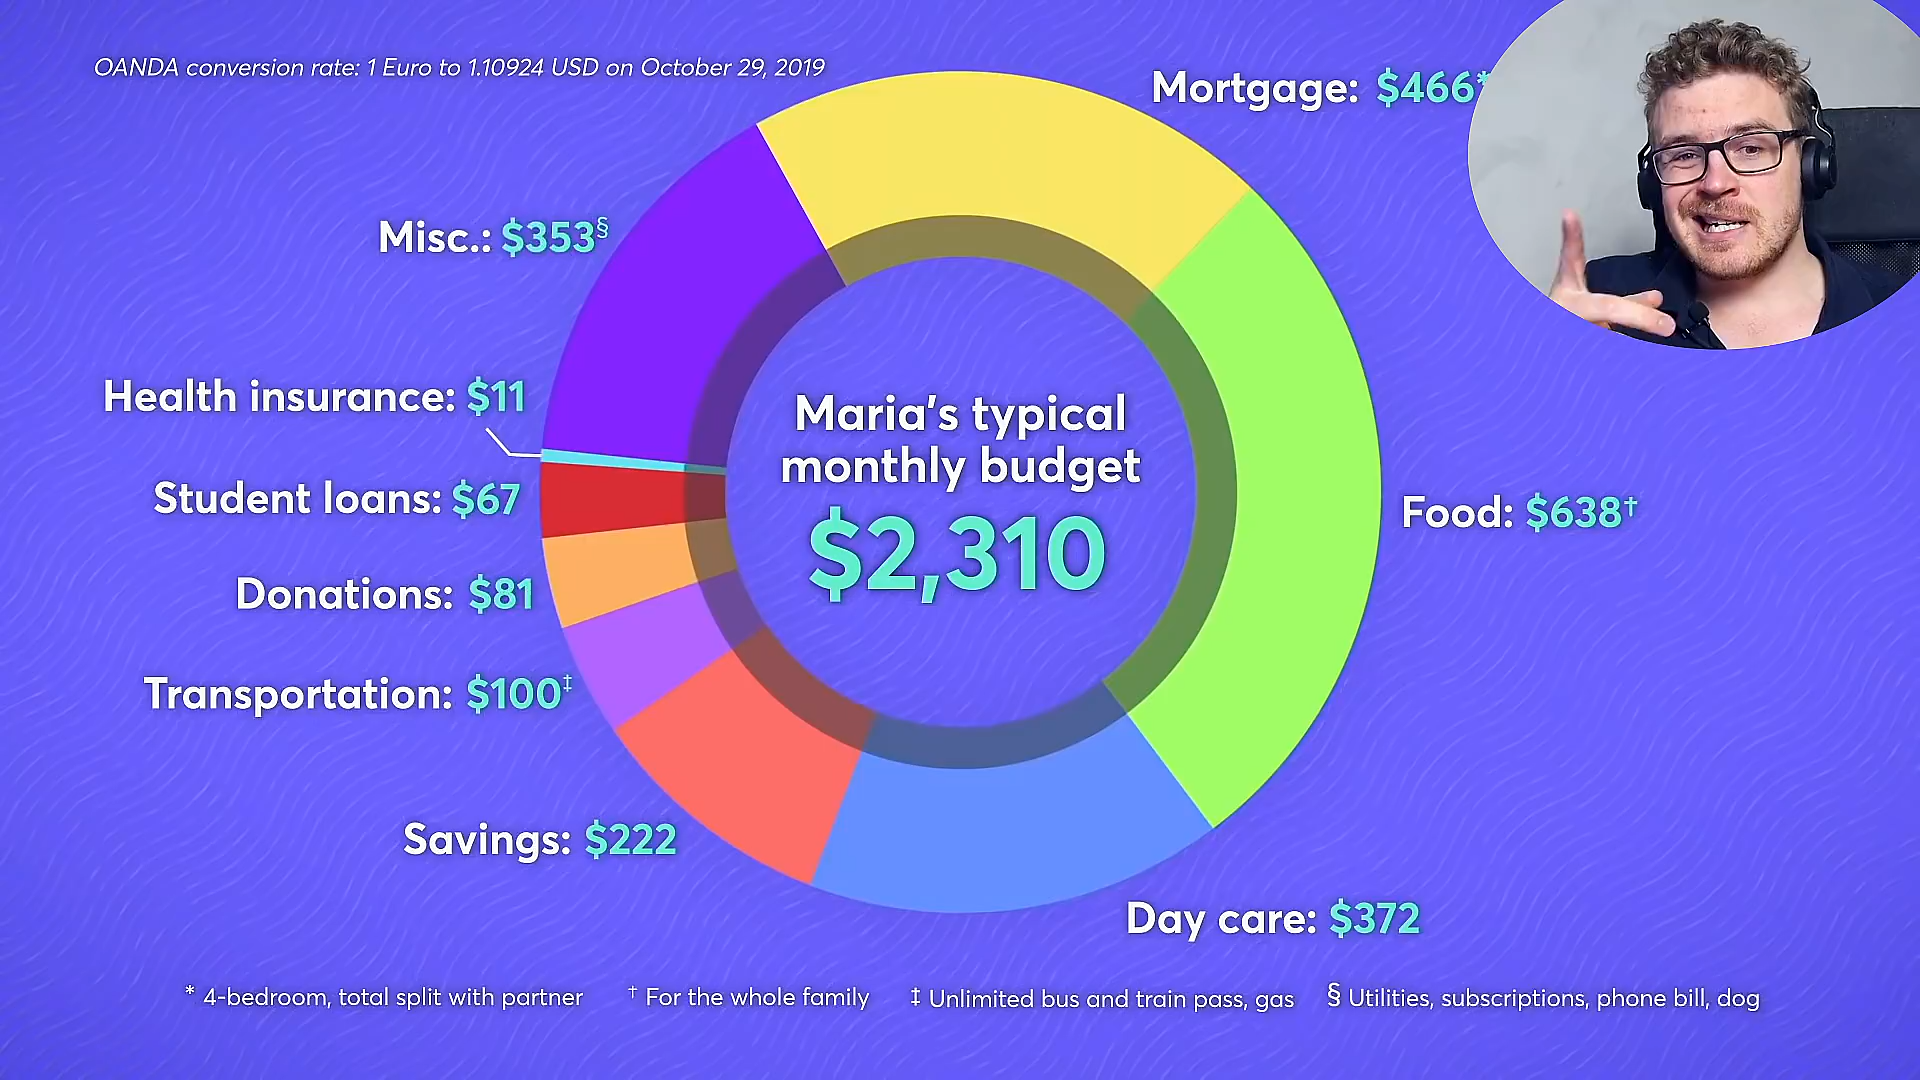 OANDA conversion rate: 1 Euro to 1.10924 USD on October 29, 2019
Mortgage: $466*
Misc.: $353§
Health insurance: $11
Student loans: $67
Donations: $81
Transportation: $100‡
Savings: $222
Maria's typical
monthly budget
$2,310
Food: $638†
Day care: $372
* 4-bedroom, total split with partner
† For the whole family
‡ Unlimited bus and train pass, gas
§ Utilities, subscriptions, phone bill, dog